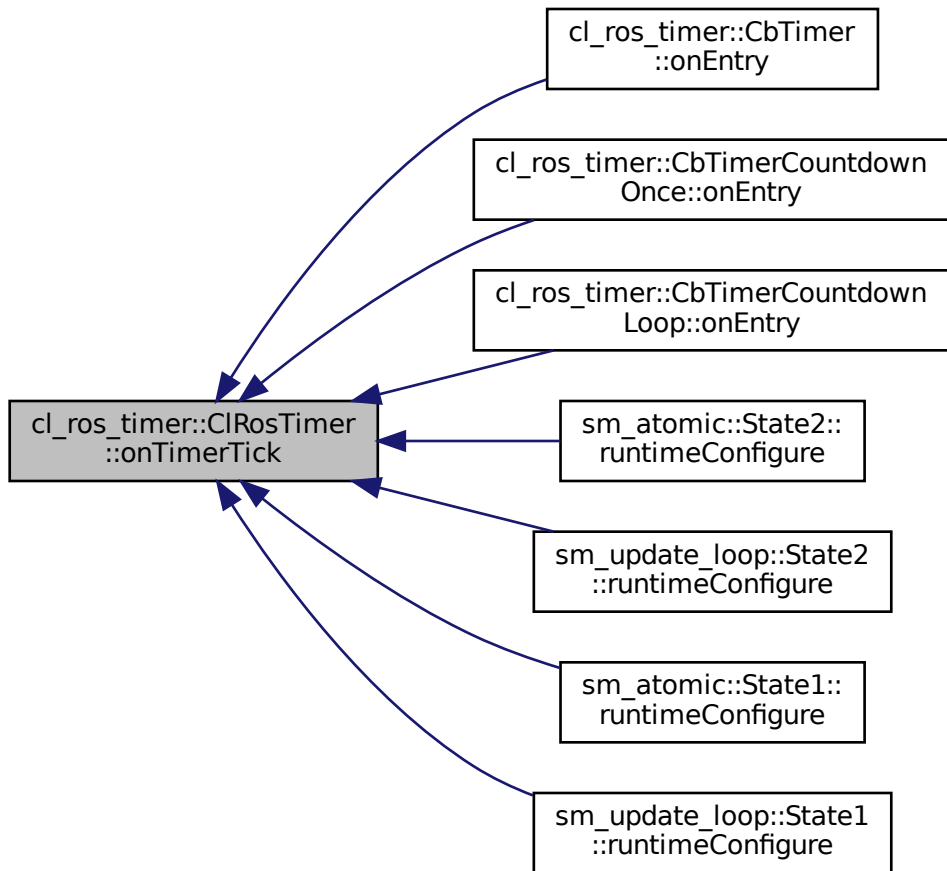 cl_ros_timer::CbTimer
::onEntry
cl_ros_timer::CbTimerCountdown
Once::onEntry
cl_ros_timer::CbTimerCountdown
Loop::onEntry
cl_ros_timer::ClRosTimer
::onTimerTick
sm_atomic::State2::
runtimeConfigure
sm_update_loop::State2
::runtimeConfigure
sm_atomic::State1::
runtimeConfigure
sm_update_loop::State1
::runtimeConfigure